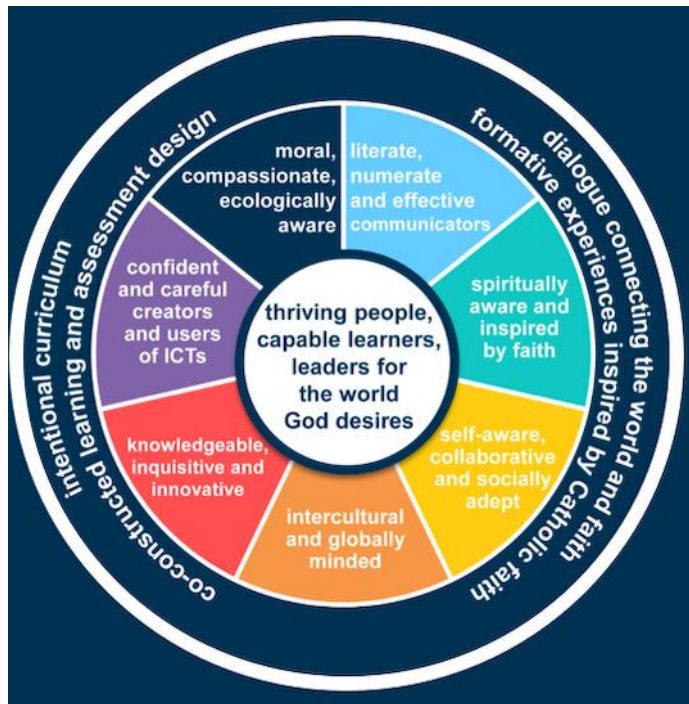 intentional curriculum
co-constructed learning and assessment design
dialogue connecting the world and faith
formative experiences inspired by Catholic faith
moral,
compassionate,
ecologically
aware
literate,
numerate
and effective
communicators
spiritually
aware and
inspired
by faith
self-aware,
collaborative
and socially
adept
intercultural
and globally
minded
knowledgeable,
inquisitive and
innovative
confident
and careful
creators
and users
of ICTs
thriving people,
capable learners,
leaders for
the world
God desires